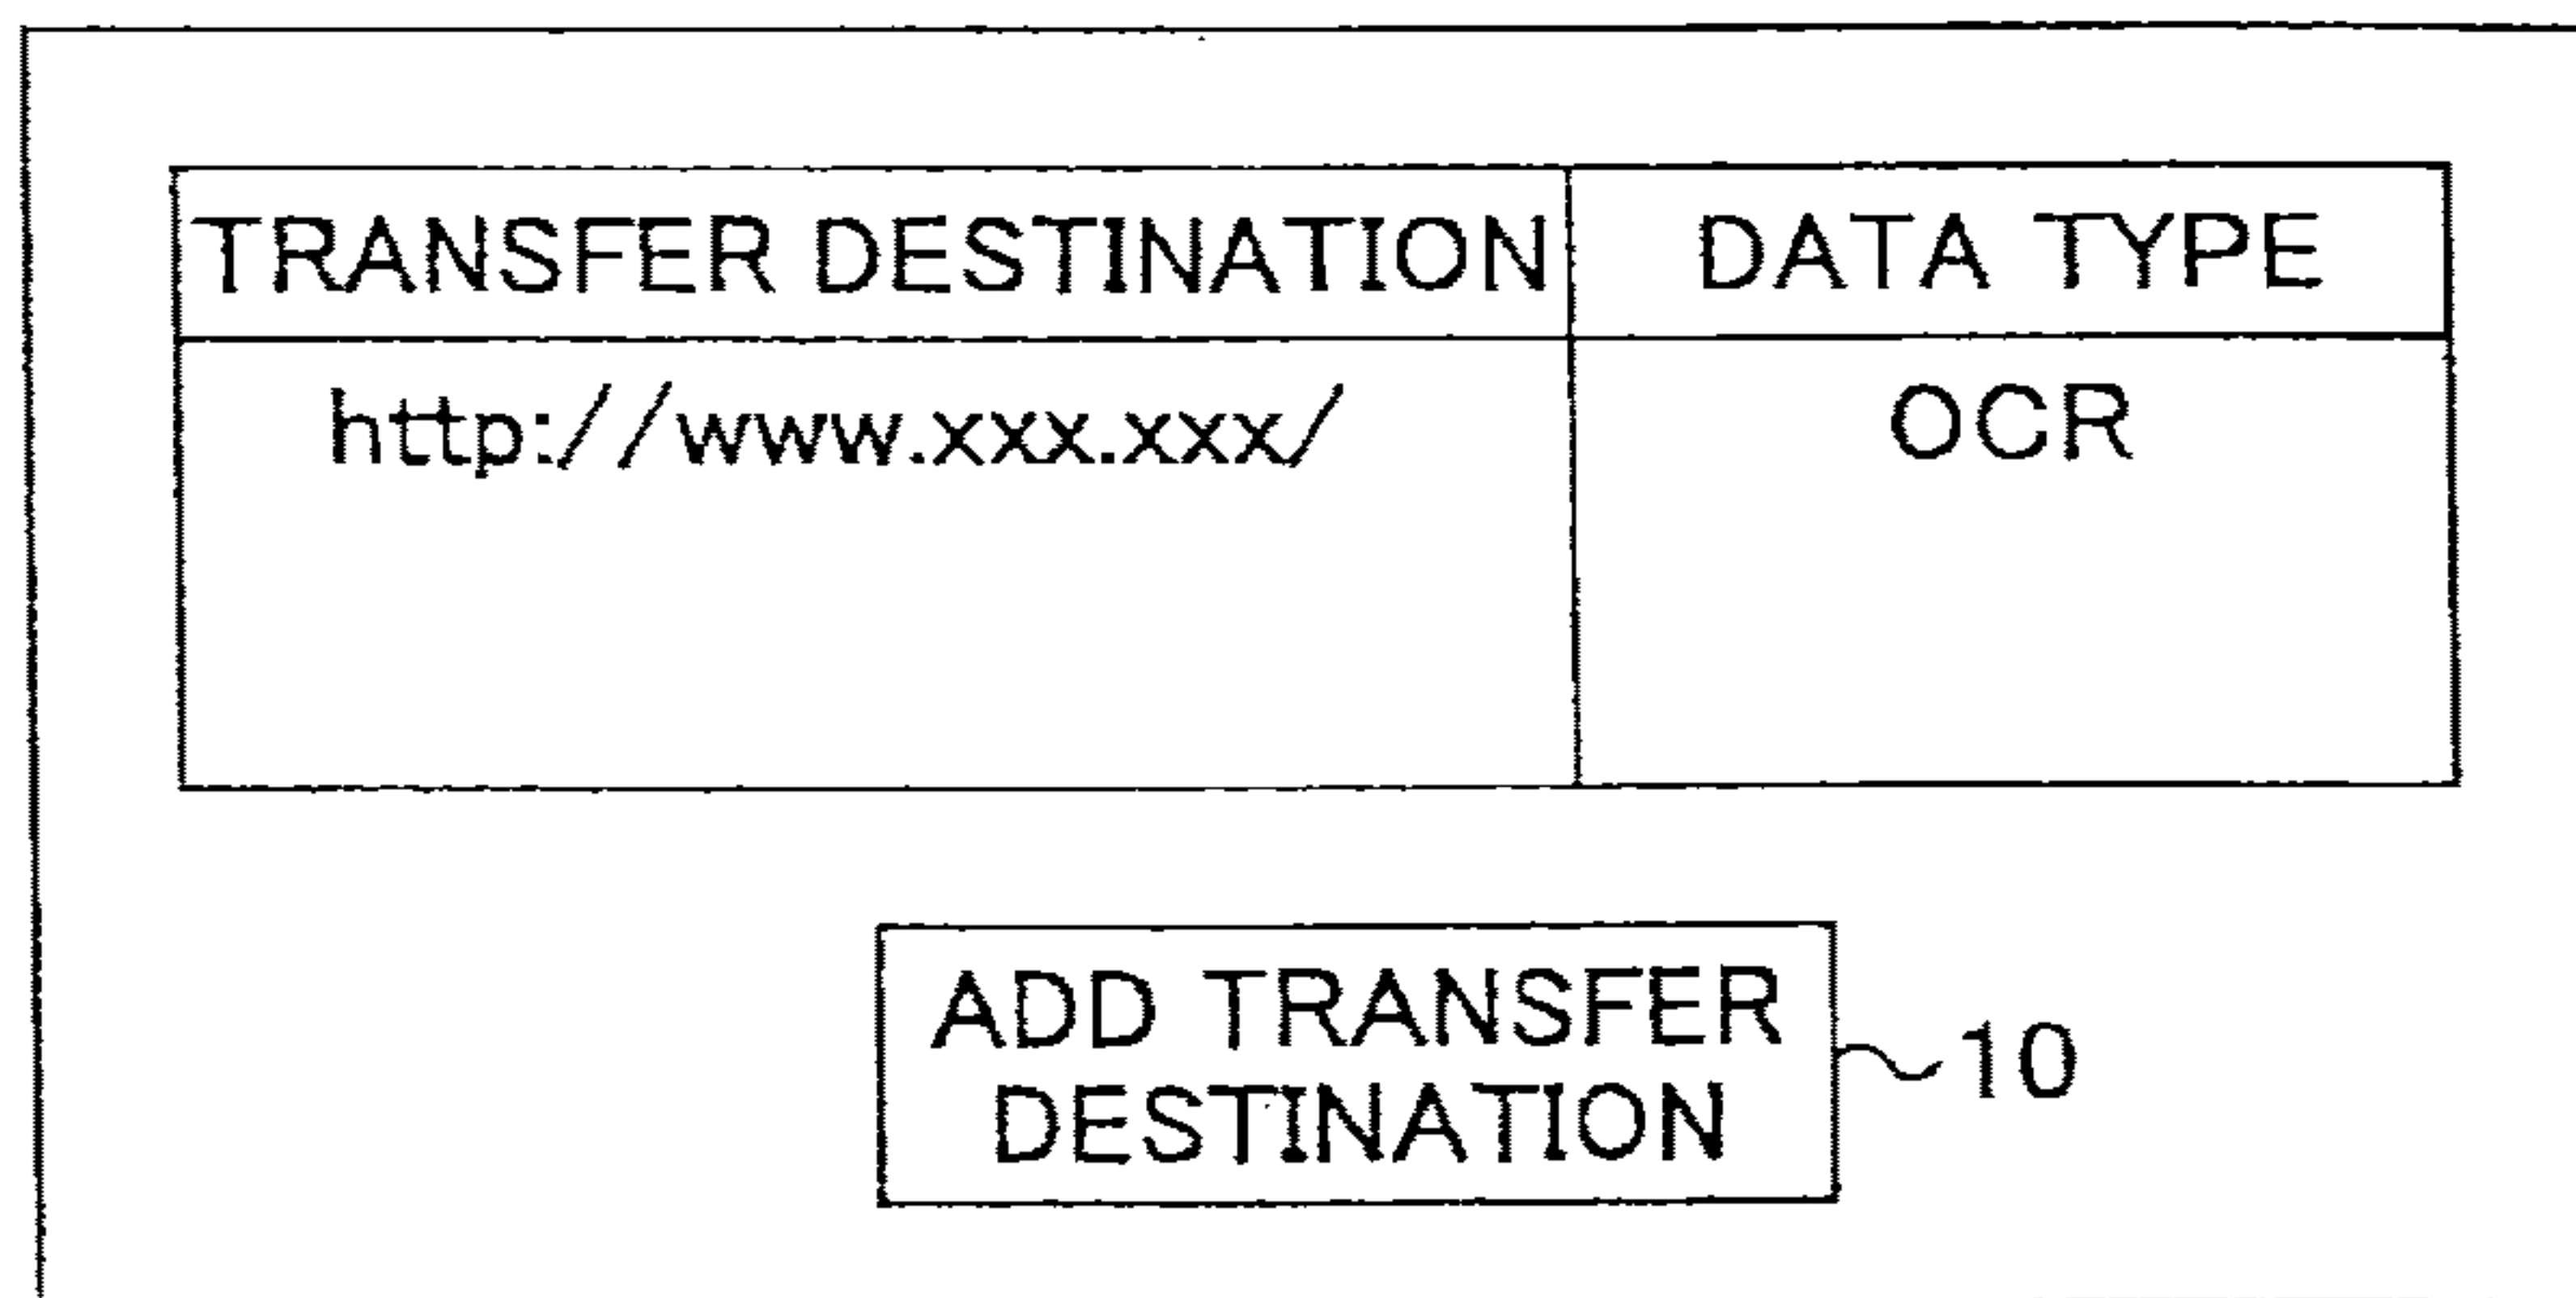 TRANSFER DESTINATION DATA TYPE
http://www.xxx.xxx/ OCR
ADD TRANSFER
DESTINATION
10